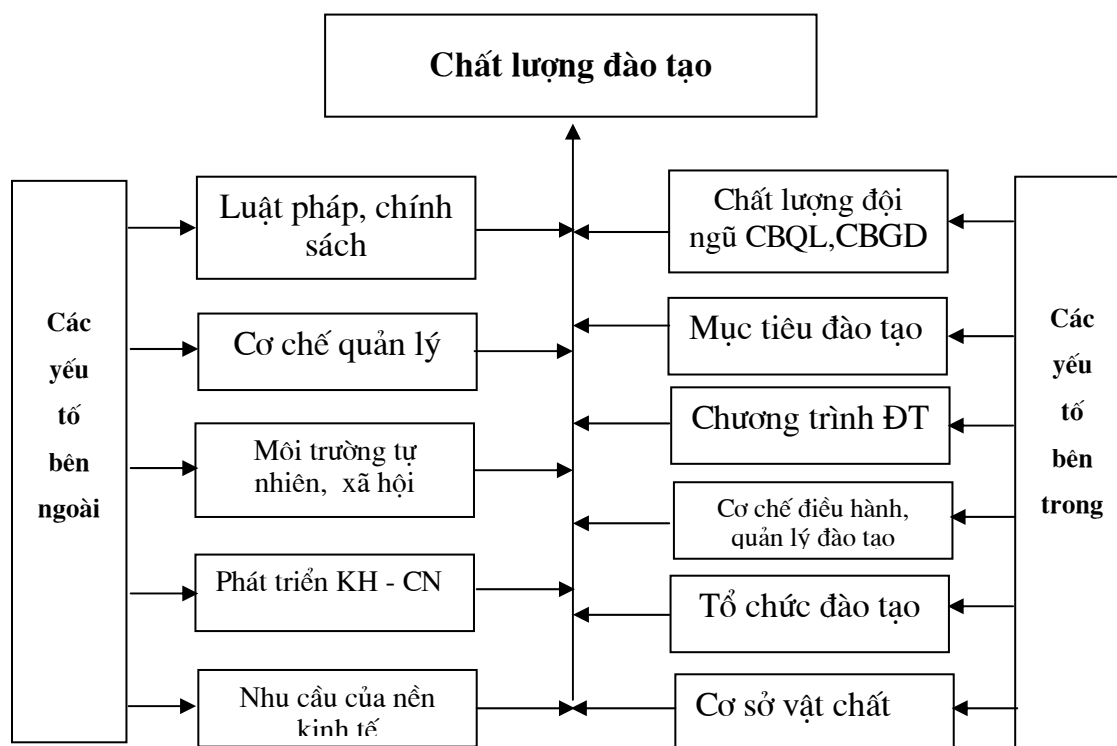 Chất lượng đào tạo
Các
yếu
tố
bên
ngoài
Luật pháp, chính
sách
Cơ chế quản lý
Môi trường tự
nhiên, xã hội
Phát triển KH - CN
Nhu cầu của nền
kinh tế
Chất lượng đội
ngũ CBQL,CBGD
Mục tiêu đào tạo
Chương trình ĐT
Cơ chế điều hành,
quản lý đào tạo
Tổ chức đào tạo
Cơ sở vật chất
Các
yếu
tố
bên
trong